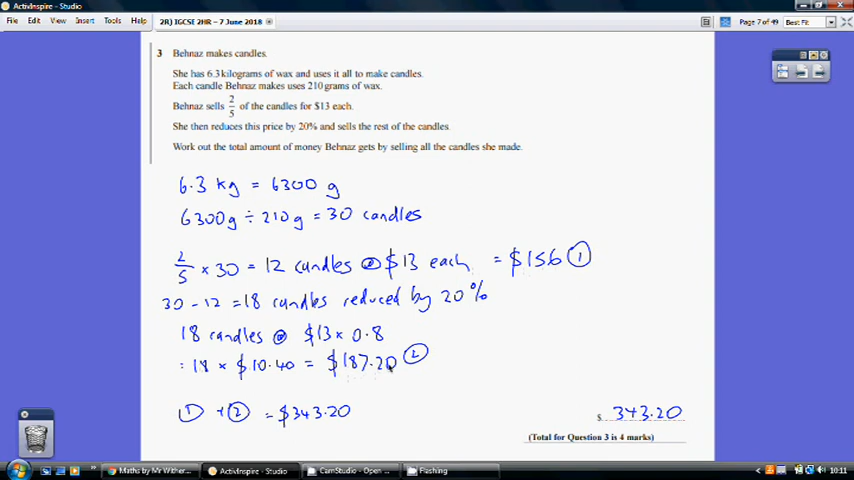 ActivInspire - Studio
File Edit View Insert Tools Help
2R) IGCSE 2HR – 7 June 2018
Page 7 of 49
Best Fit
3 Behnaz makes candles.
She has 6.3 kilograms of wax and uses it all to make candles.
Each candle Behnaz makes uses 210 grams of wax.
Behnaz sells 2/5 of the candles for $13 each.
She then reduces this price by 20% and sells the rest of the candles.
Work out the total amount of money Behnaz gets by selling all the candles she made.
6.3 kg = 6300 g
6300g ÷ 210g = 30 candles
2/5 × 30 = 12 candles @ $13 each = $156 ①
30 - 12 = 18 candles reduced by 20%
18 candles @ $13 × 0.8
= 18 × $10.40 = $187.20 ②
① + ② = $343.20
$ 343.20
(Total for Question 3 is 4 marks)
Start
Maths by Mr Wither...
ActivInspire - Studio
CamStudio - Open ...
Flashing
10:11